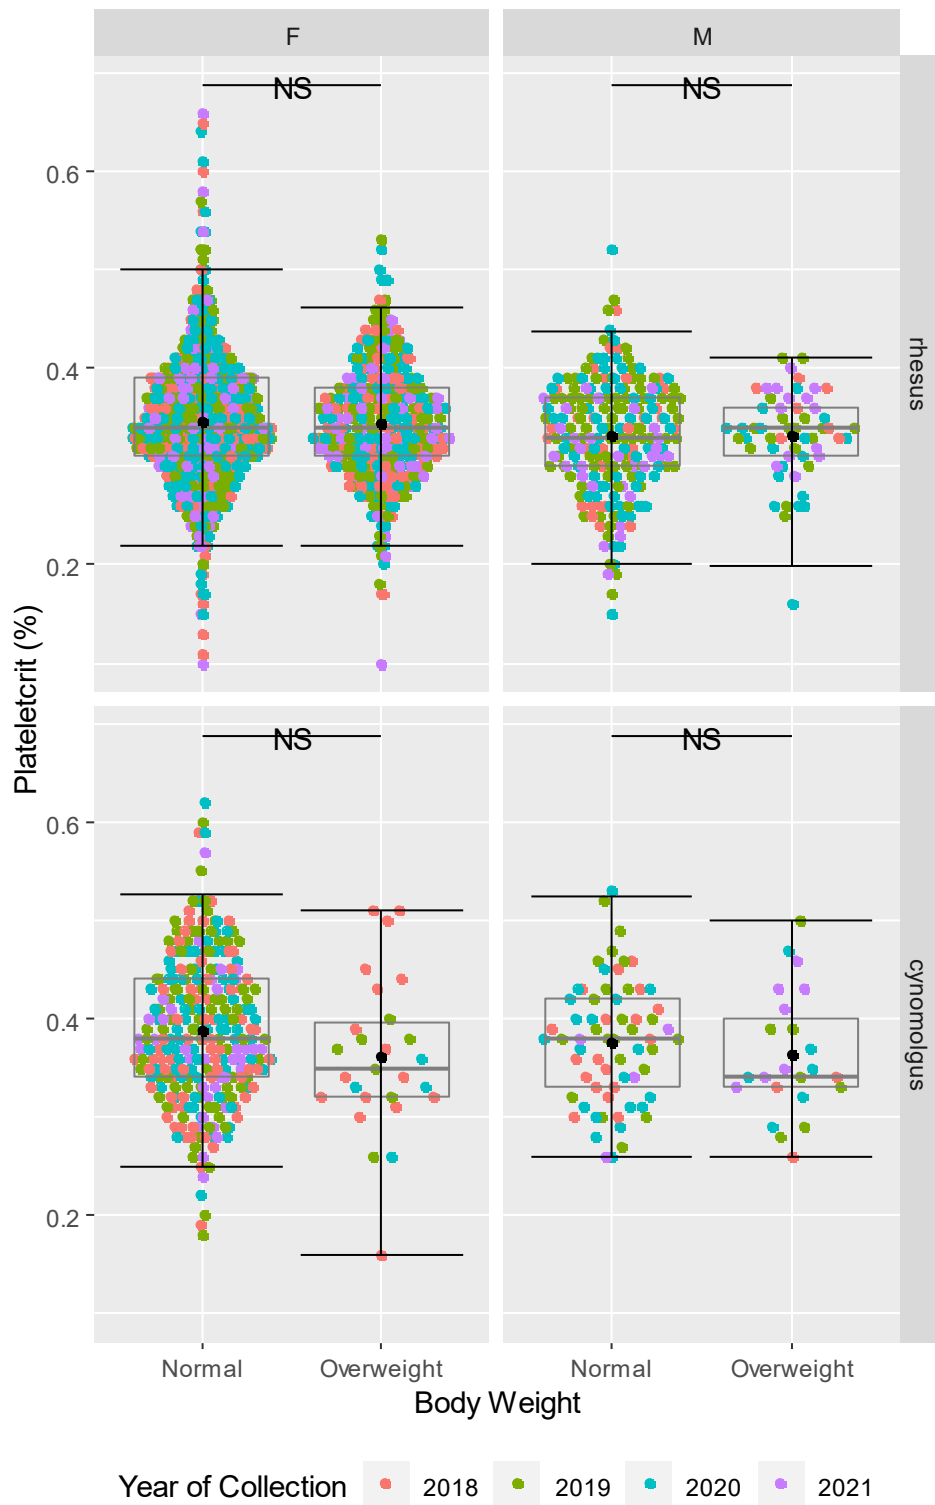 F M
NS NS
0.6
0.4
0.2
rhesus
Plateletcrit (%)
NS NS
0.6
0.4
0.2
cynomolgus
Normal Overweight Normal Overweight
Body Weight
Year of Collection 2018 2019 2020 2021